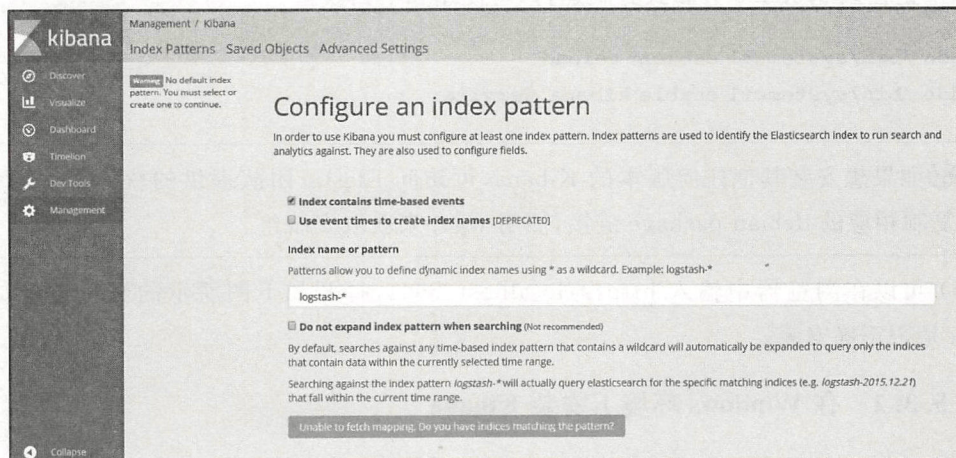 kibana
Discover
Visualize
Dashboard
Timelion
Dev Tools
Management
Collapse
Management / Kibana
Index Patterns Saved Objects Advanced Settings
Warning No default index
pattern. You must select or
create one to continue.
Configure an index pattern
In order to use Kibana you must configure at least one index pattern. Index patterns are used to identify the Elasticsearch index to run search and
analytics against. They are also used to configure fields.
Index contains time-based events
Use event times to create index names [DEPRECATED]
Index name or pattern
Patterns allow you to define dynamic index names using * as a wildcard. Example: logstash-*
logstash-*
Do not expand index pattern when searching (Not recommended)
By default, searches against any time-based index pattern that contains a wildcard will automatically be expanded to query only the indices
that contain data within the currently selected time range.
Searching against the index pattern logstash-* will actually query elasticsearch for the specific matching indices (e.g. logstash-2015.12.21)
that fall within the current time range.
Unable to fetch mapping. Do you have indices matching the pattern?